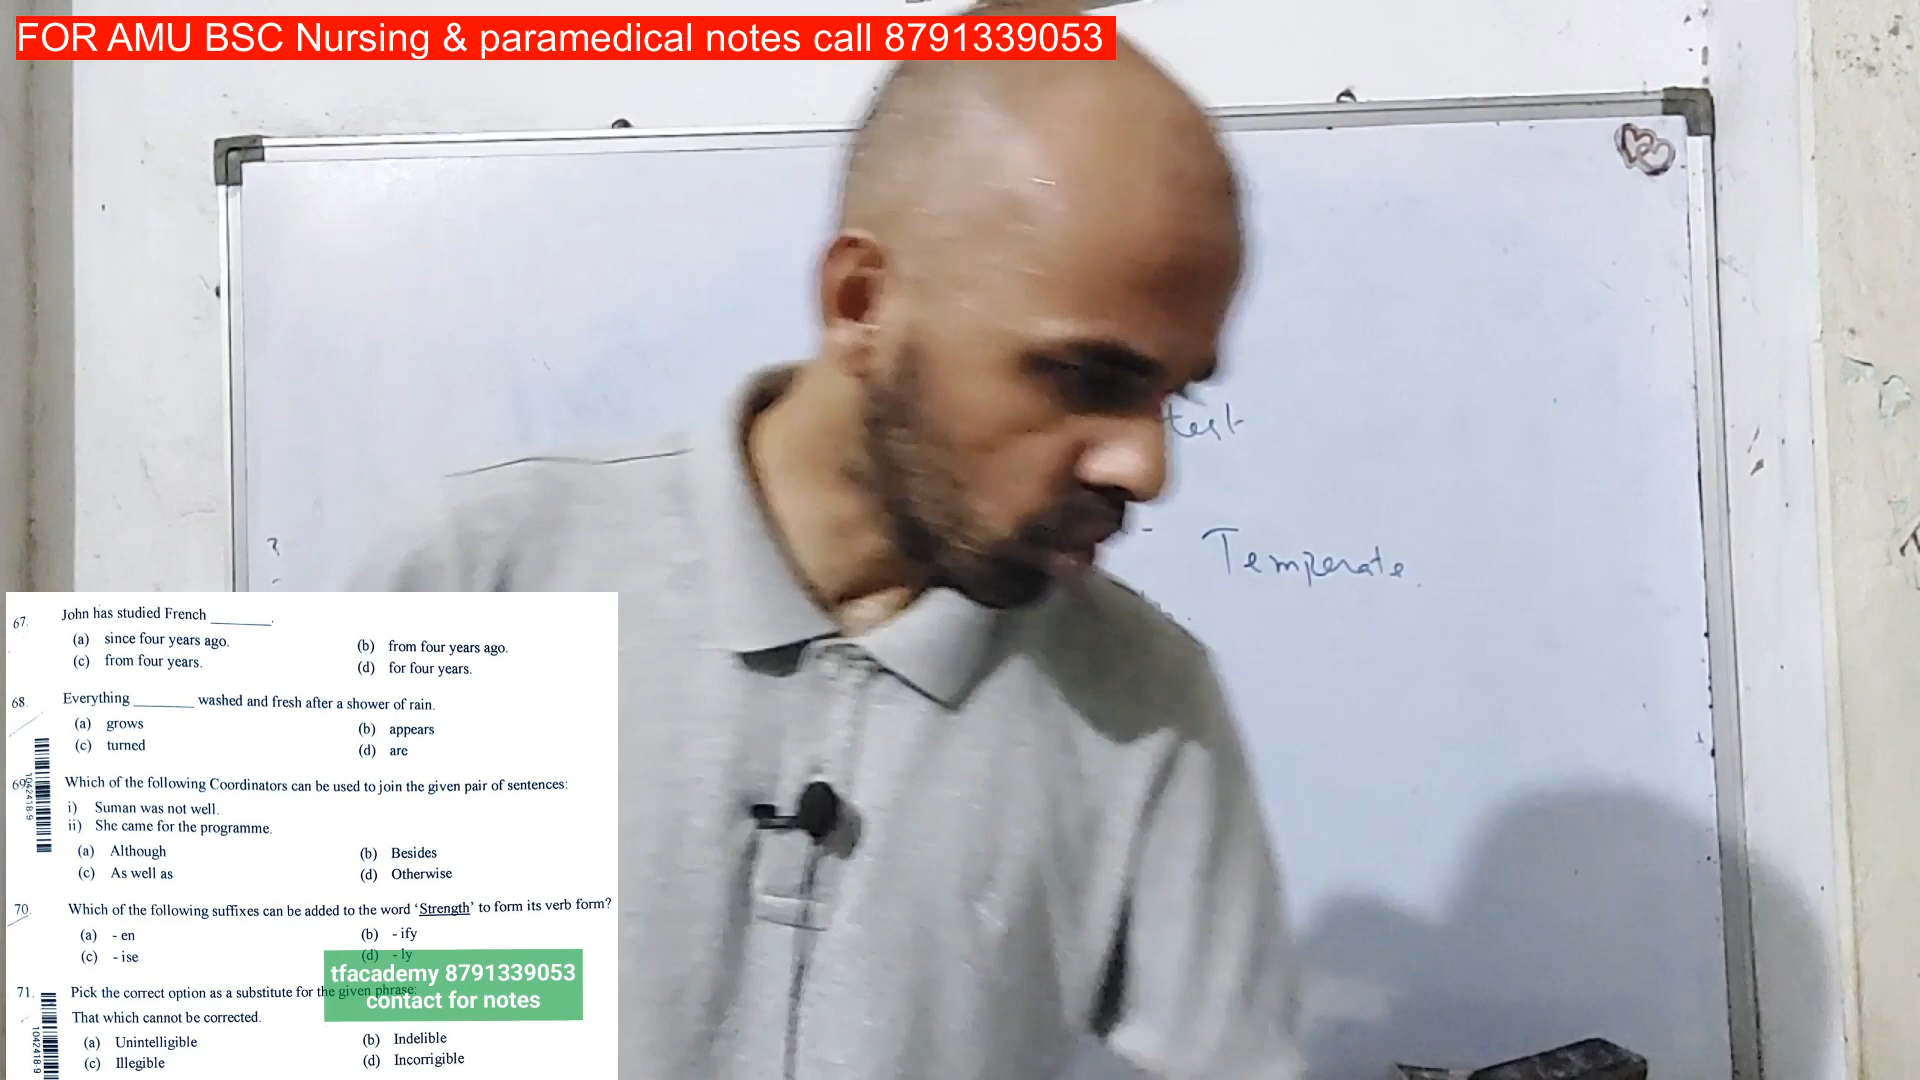 FOR AMU BSC Nursing & paramedical notes call 8791339053
test
Temperate.
?
67. John has studied French ________.
(a) since four years ago. (b) from four years ago.
(c) from four years. (d) for four years.
68. Everything ________ washed and fresh after a shower of rain.
(a) grows (b) appears
(c) turned (d) are
69. Which of the following Coordinators can be used to join the given pair of sentences:
i) Suman was not well.
ii) She came for the programme.
(a) Although (b) Besides
(c) As well as (d) Otherwise
70. Which of the following suffixes can be added to the word ‘Strength’ to form its verb form?
(a) - en (b) - ify
(c) - ise (d) - ly
tfacademy 8791339053
contact for notes
71. Pick the correct option as a substitute for the given phrase:
That which cannot be corrected.
(a) Unintelligible (b) Indelible
(c) Illegible (d) Incorrigible
1042418-9
1042418-9